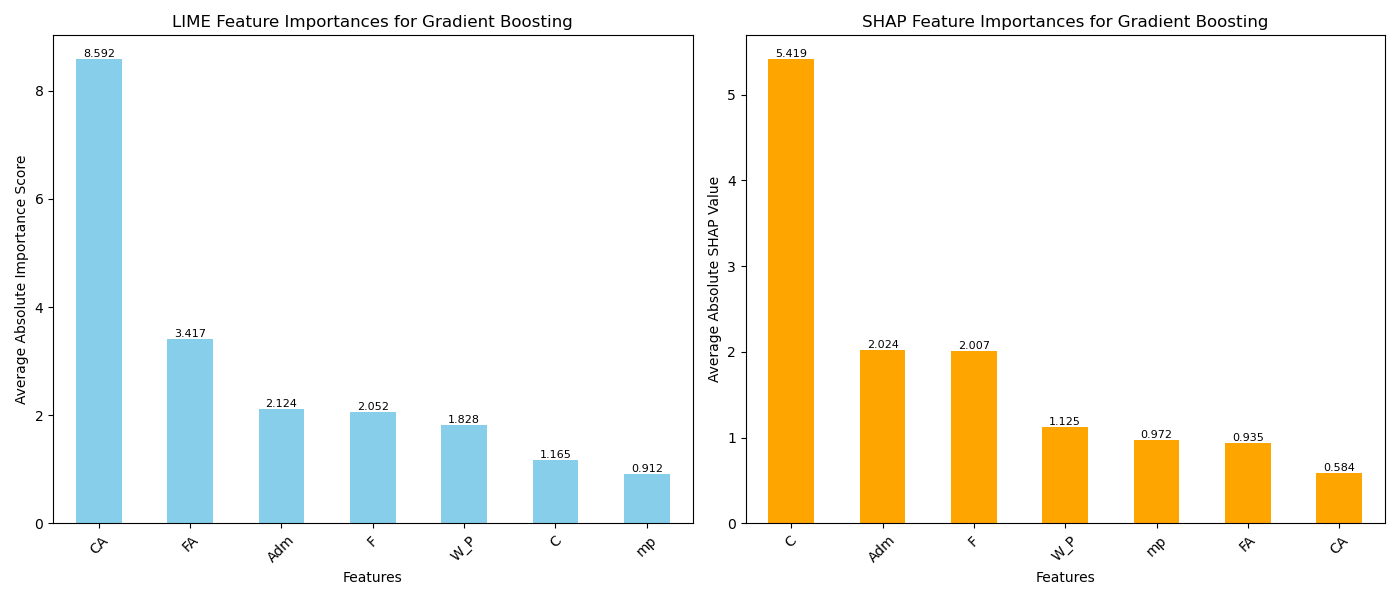 LIME Feature Importances for Gradient Boosting
Average Absolute Importance Score
8
6
4
2
0
8.592
3.417
2.124
2.052
1.828
1.165
0.912
CA
FA
Adm
F
W_P
C
mp
Features
SHAP Feature Importances for Gradient Boosting
Average Absolute SHAP Value
5
4
3
2
1
0
5.419
2.024
2.007
1.125
0.972
0.935
0.584
C
Adm
F
W_P
mp
FA
CA
Features